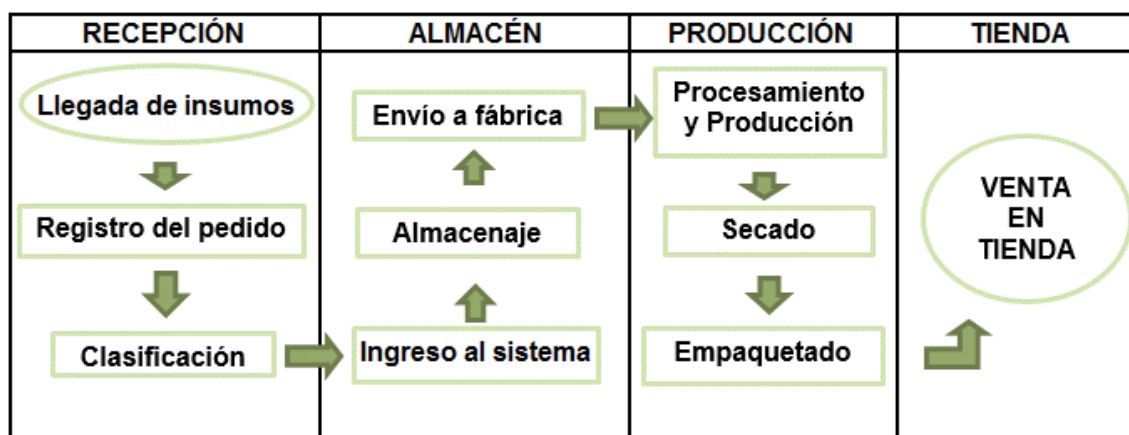 RECEPCIÓN
ALMACÉN
PRODUCCIÓN
TIENDA
Llegada de insumos
Registro del pedido
Clasificación
Ingreso al sistema
Almacenaje
Envío a fábrica
Procesamiento
y Producción
Secado
Empaquetado
VENTA
EN
TIENDA